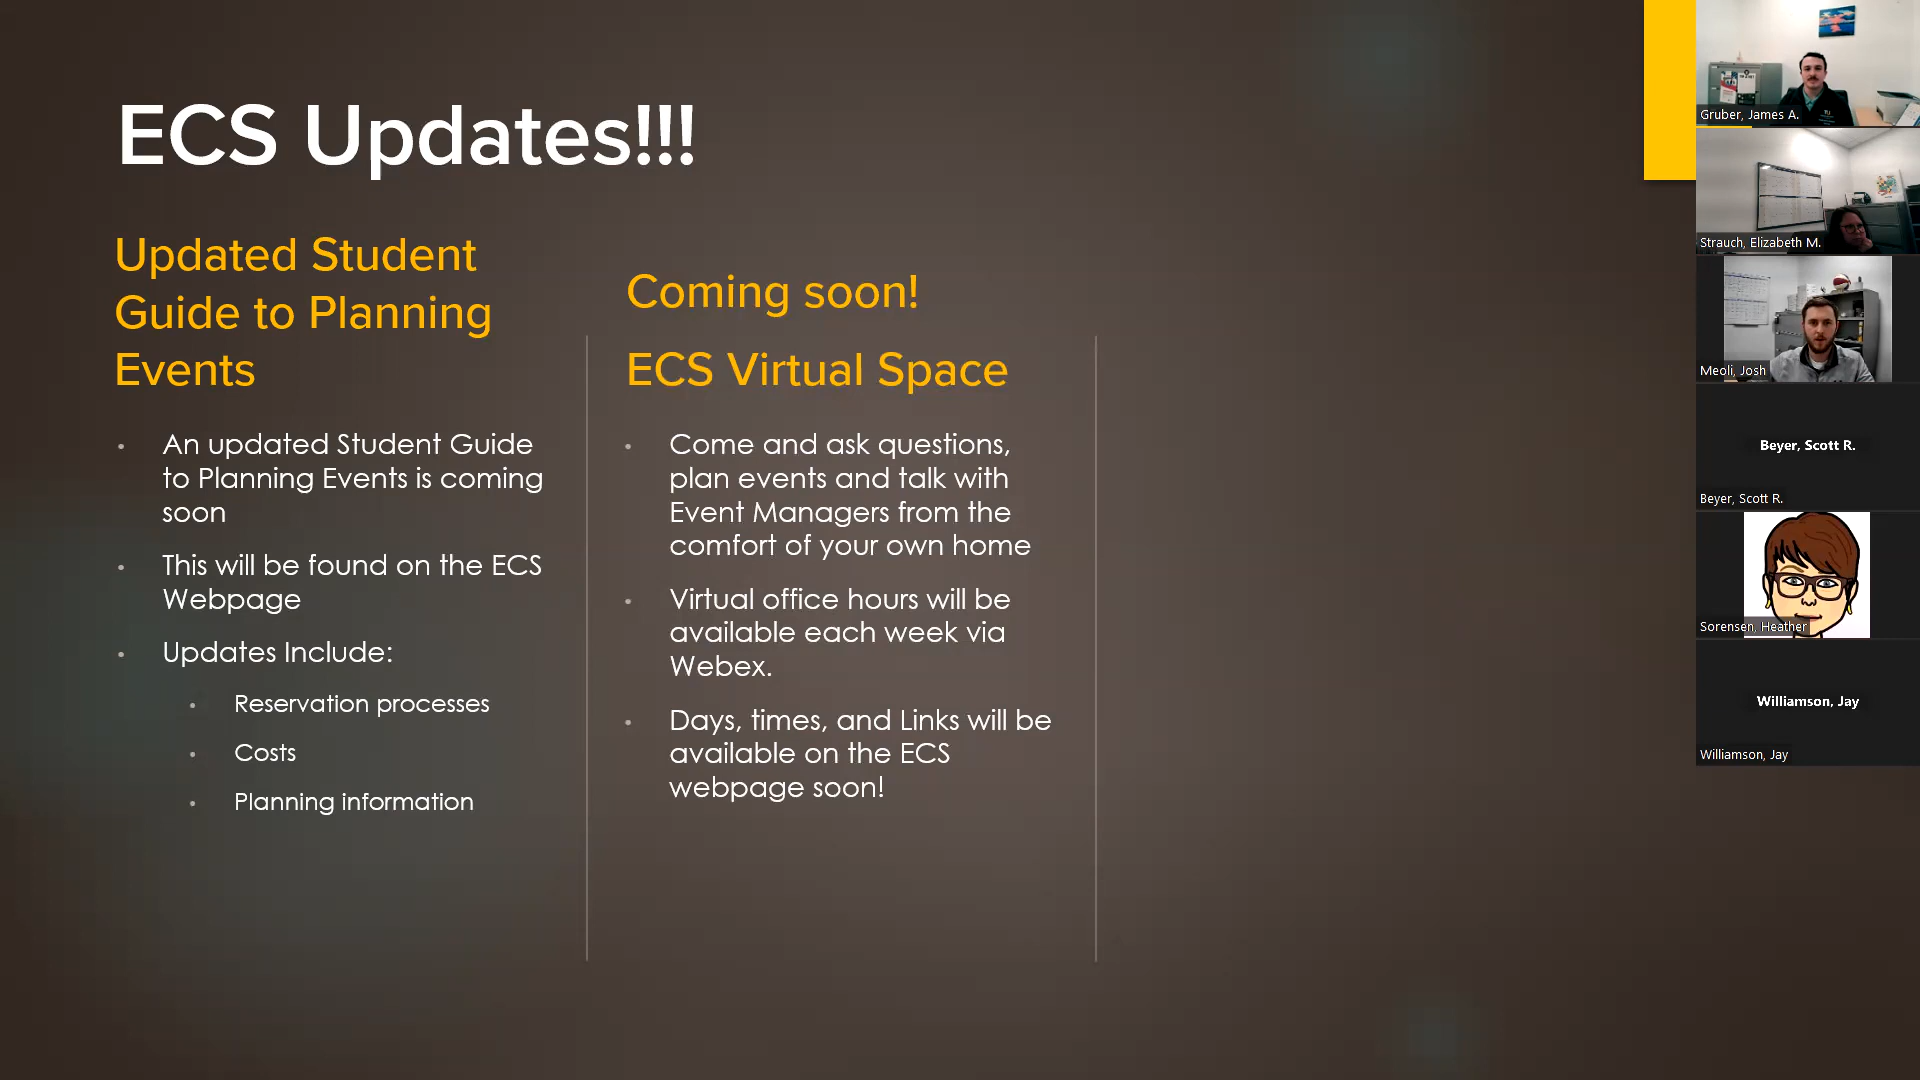 ECS Updates!!!
Updated Student
Guide to Planning
Events
An updated Student Guide
to Planning Events is coming
soon
This will be found on the ECS
Webpage
Updates Include:
Reservation processes
Costs
Planning information
Coming soon!
ECS Virtual Space
Come and ask questions,
plan events and talk with
Event Managers from the
comfort of your own home
Virtual office hours will be
available each week via
Webex.
Days, times, and Links will be
available on the ECS
webpage soon!
Gruber, James A.
Strauch, Elizabeth M.
Meoli, Josh
Beyer, Scott R.
Beyer, Scott R.
Sorensen, Heather
Williamson, Jay
Williamson, Jay